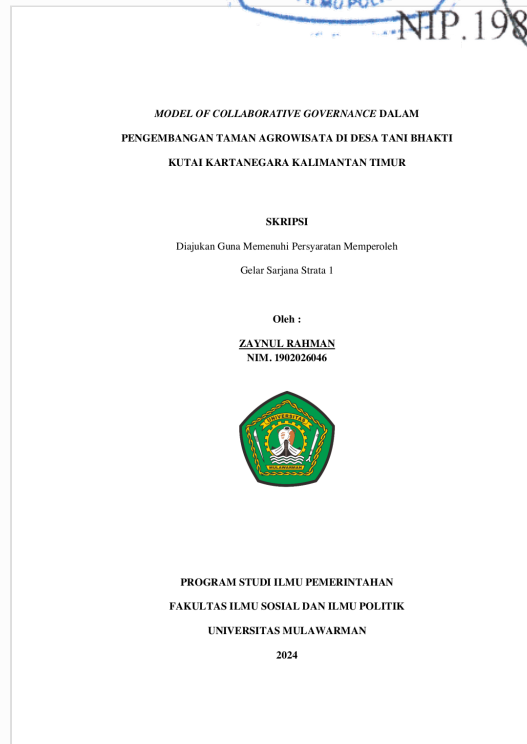 NIP.198
MODEL OF COLLABORATIVE GOVERNANCE DALAM
PENGEMBANGAN TAMAN AGROWISATA DI DESA TANI BHAKTI
KUTAI KARTANEGARA KALIMANTAN TIMUR
SKRIPSI
Diajukan Guna Memenuhi Persyaratan Memperoleh
Gelar Sarjana Strata 1
Oleh :
ZAYNUL RAHMAN
NIM. 1902026046
UNIVERSITAS
MULAWARMAN
PROGRAM STUDI ILMU PEMERINTAHAN
FAKULTAS ILMU SOSIAL DAN ILMU POLITIK
UNIVERSITAS MULAWARMAN
2024